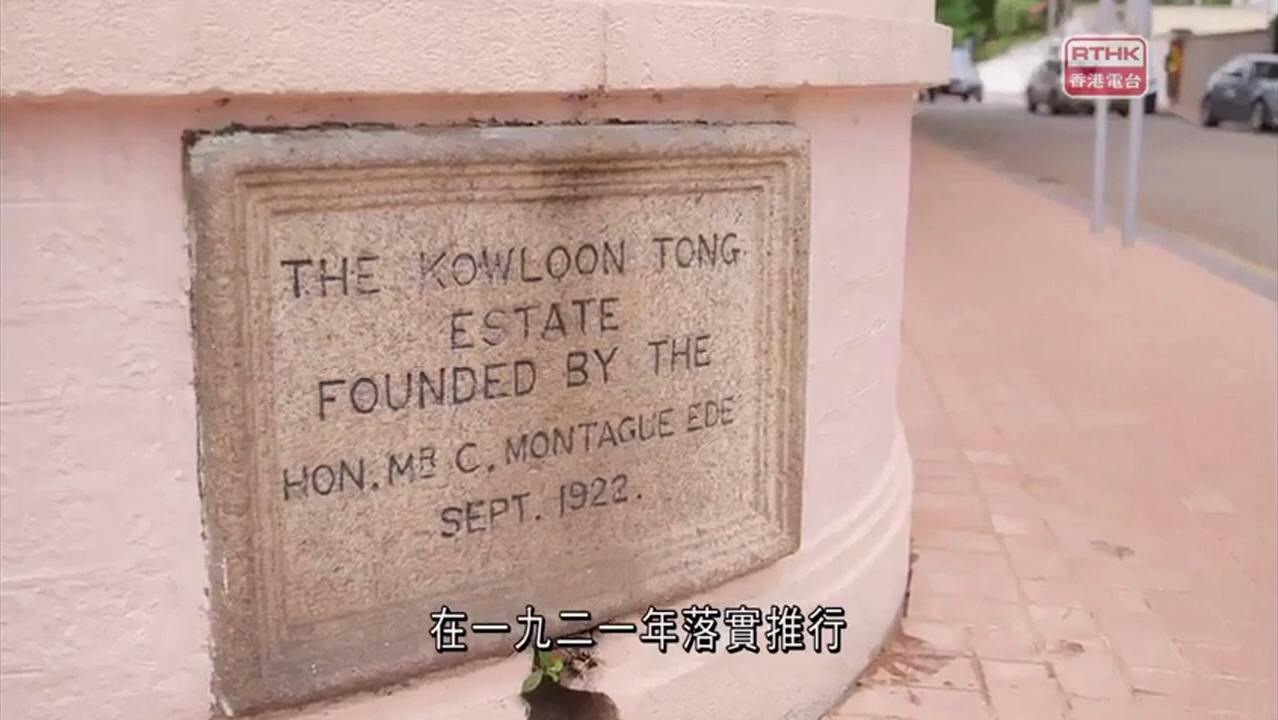 RTHK
香港電台
THE KOWLOON TONG
ESTATE
FOUNDED BY THE
HON. MR C. MONTAGUE EDE
SEPT. 1922.
在一九二一年落實推行